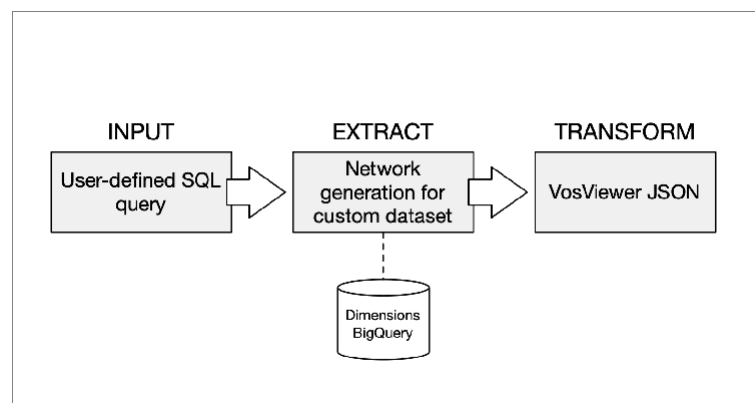 INPUT
User-defined SQL
query
EXTRACT
Network
generation for
custom dataset
TRANSFORM
VosViewer JSON
Dimensions
BigQuery